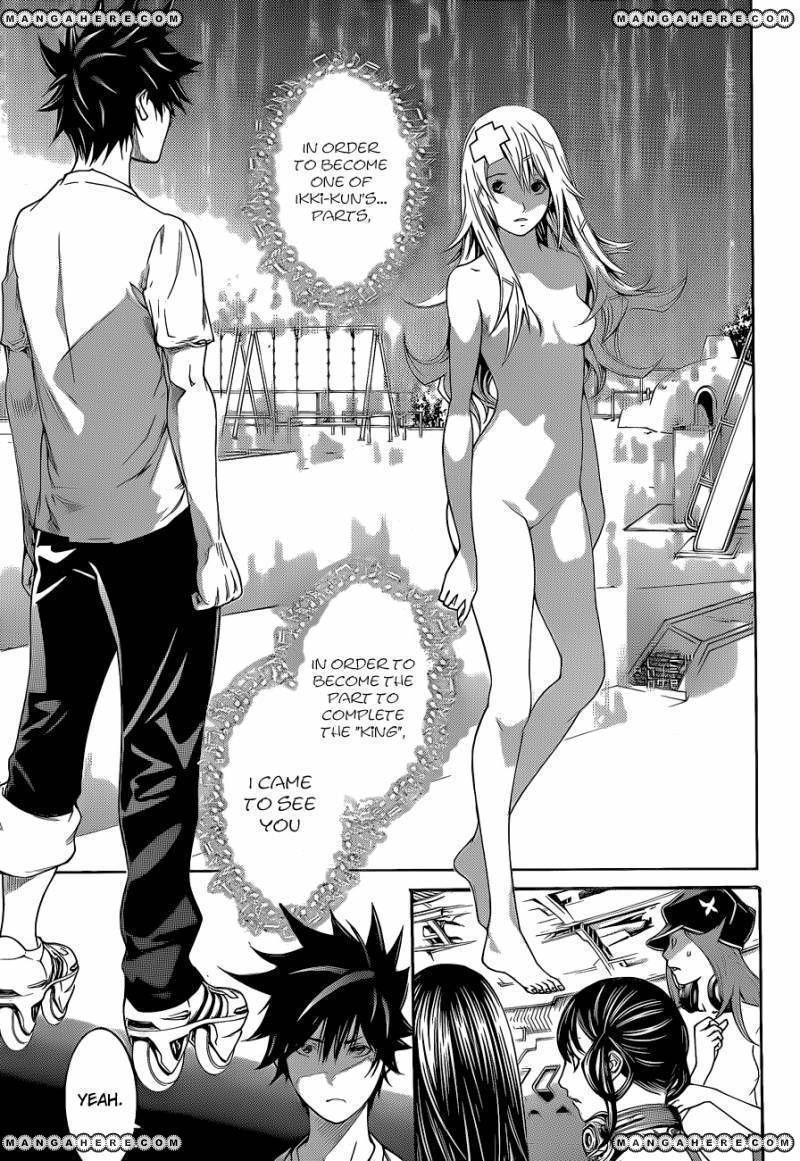 MANGAHERE.COM
MANGAHERE.COM
IN ORDER
TO BECOME
ONE OF
IKKI-KUN'S...
PARTS,
IN ORDER TO
BECOME THE
PART TO
COMPLETE
THE "KING",
I CAME
TO SEE
YOU
YEAH.
MANGAHERE.COM
MANGAHERE.COM